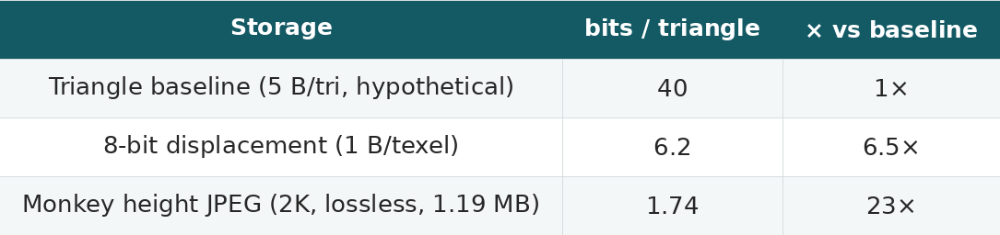 Storage bits / triangle × vs baseline
Triangle baseline (5 B/tri, hypothetical) 40 1×
8-bit displacement (1 B/texel) 6.2 6.5×
Monkey height JPEG (2K, lossless, 1.19 MB) 1.74 23×